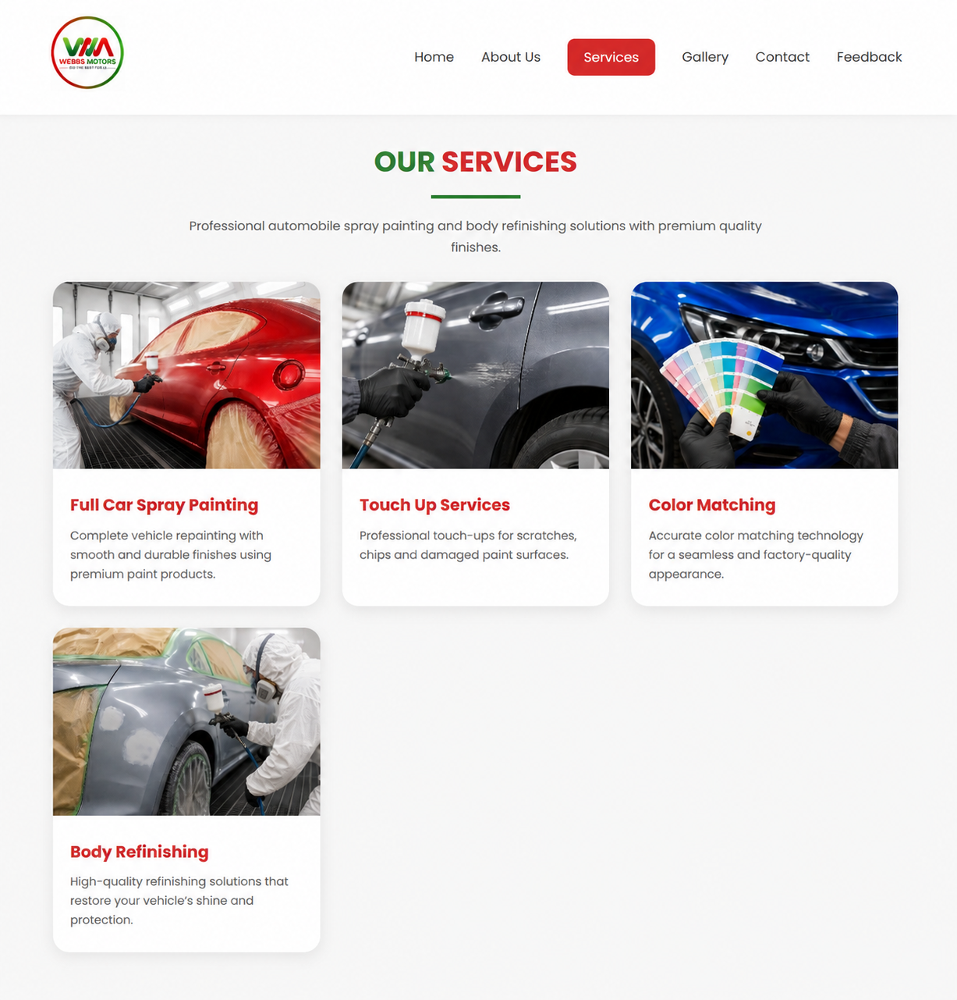 WEBBS MOTORS
Home
About Us
Services
Gallery
Contact
Feedback
OUR SERVICES
Professional automobile spray painting and body refinishing solutions with premium quality
finishes.
Full Car Spray Painting
Complete vehicle repainting with
smooth and durable finishes using
premium paint products.
Touch Up Services
Professional touch-ups for scratches,
chips and damaged paint surfaces.
Color Matching
Accurate color matching technology
for a seamless and factory-quality
appearance.
Body Refinishing
High-quality refinishing solutions that
restore your vehicle's shine and
protection.